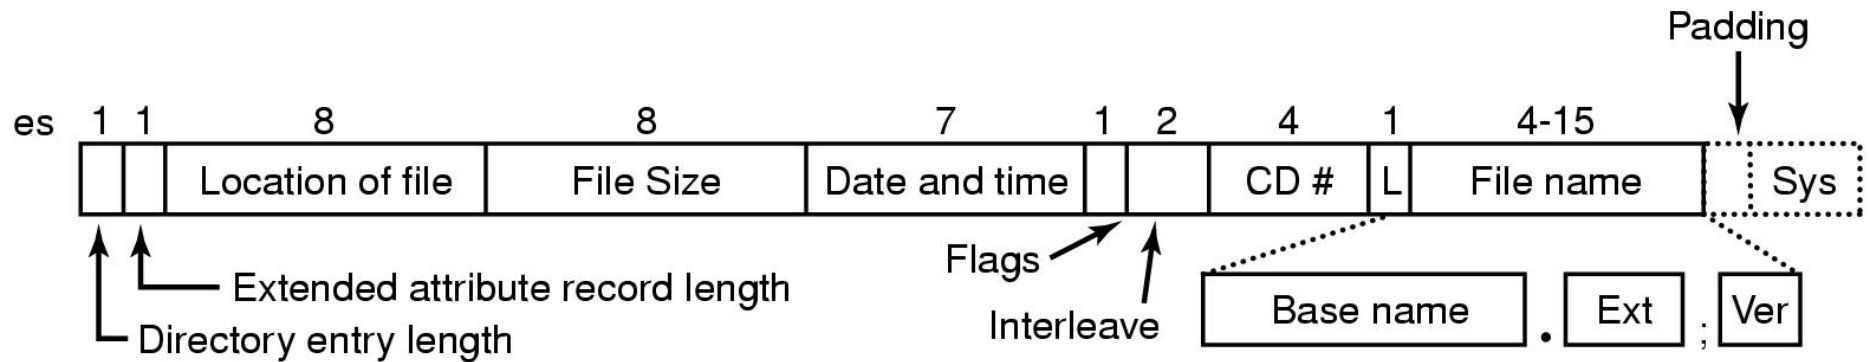 Padding
es 1 1 8 8 7 1 2 4 1 4-15
Location of file File Size Date and time CD # L File name Sys
Flags
Extended attribute record length
Interleave
Base name . Ext ; Ver
Directory entry length